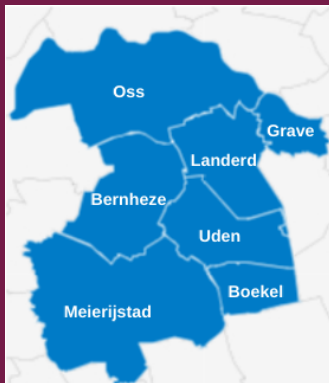 Oss
Grave
Landerd
Bernheze
Uden
Boekel
Meierijstad